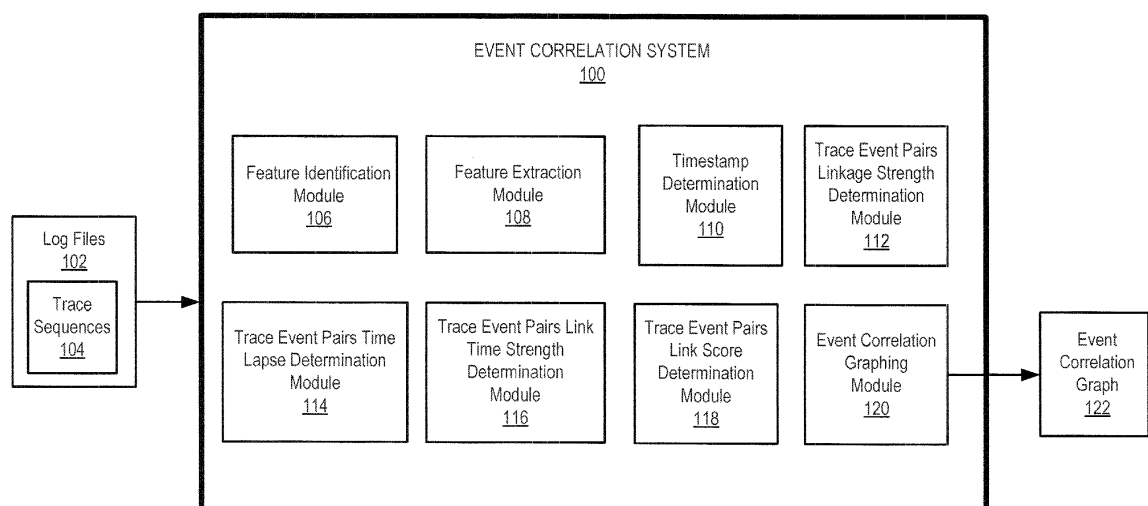 EVENT CORRELATION SYSTEM
100
Feature Identification
Module
106
Feature Extraction
Module
108
Timestamp
Determination
Module
110
Trace Event Pairs
Linkage Strength
Determination
Module
112
Log Files
102
Trace
Sequences
104
Trace Event Pairs Time
Lapse Determination
Module
114
Trace Event Pairs Link
Time Strength
Determination
Module
116
Trace Event Pairs
Link Score
Determination
Module
118
Event Correlation
Graphing
Module
120
Event
Correlation
Graph
122